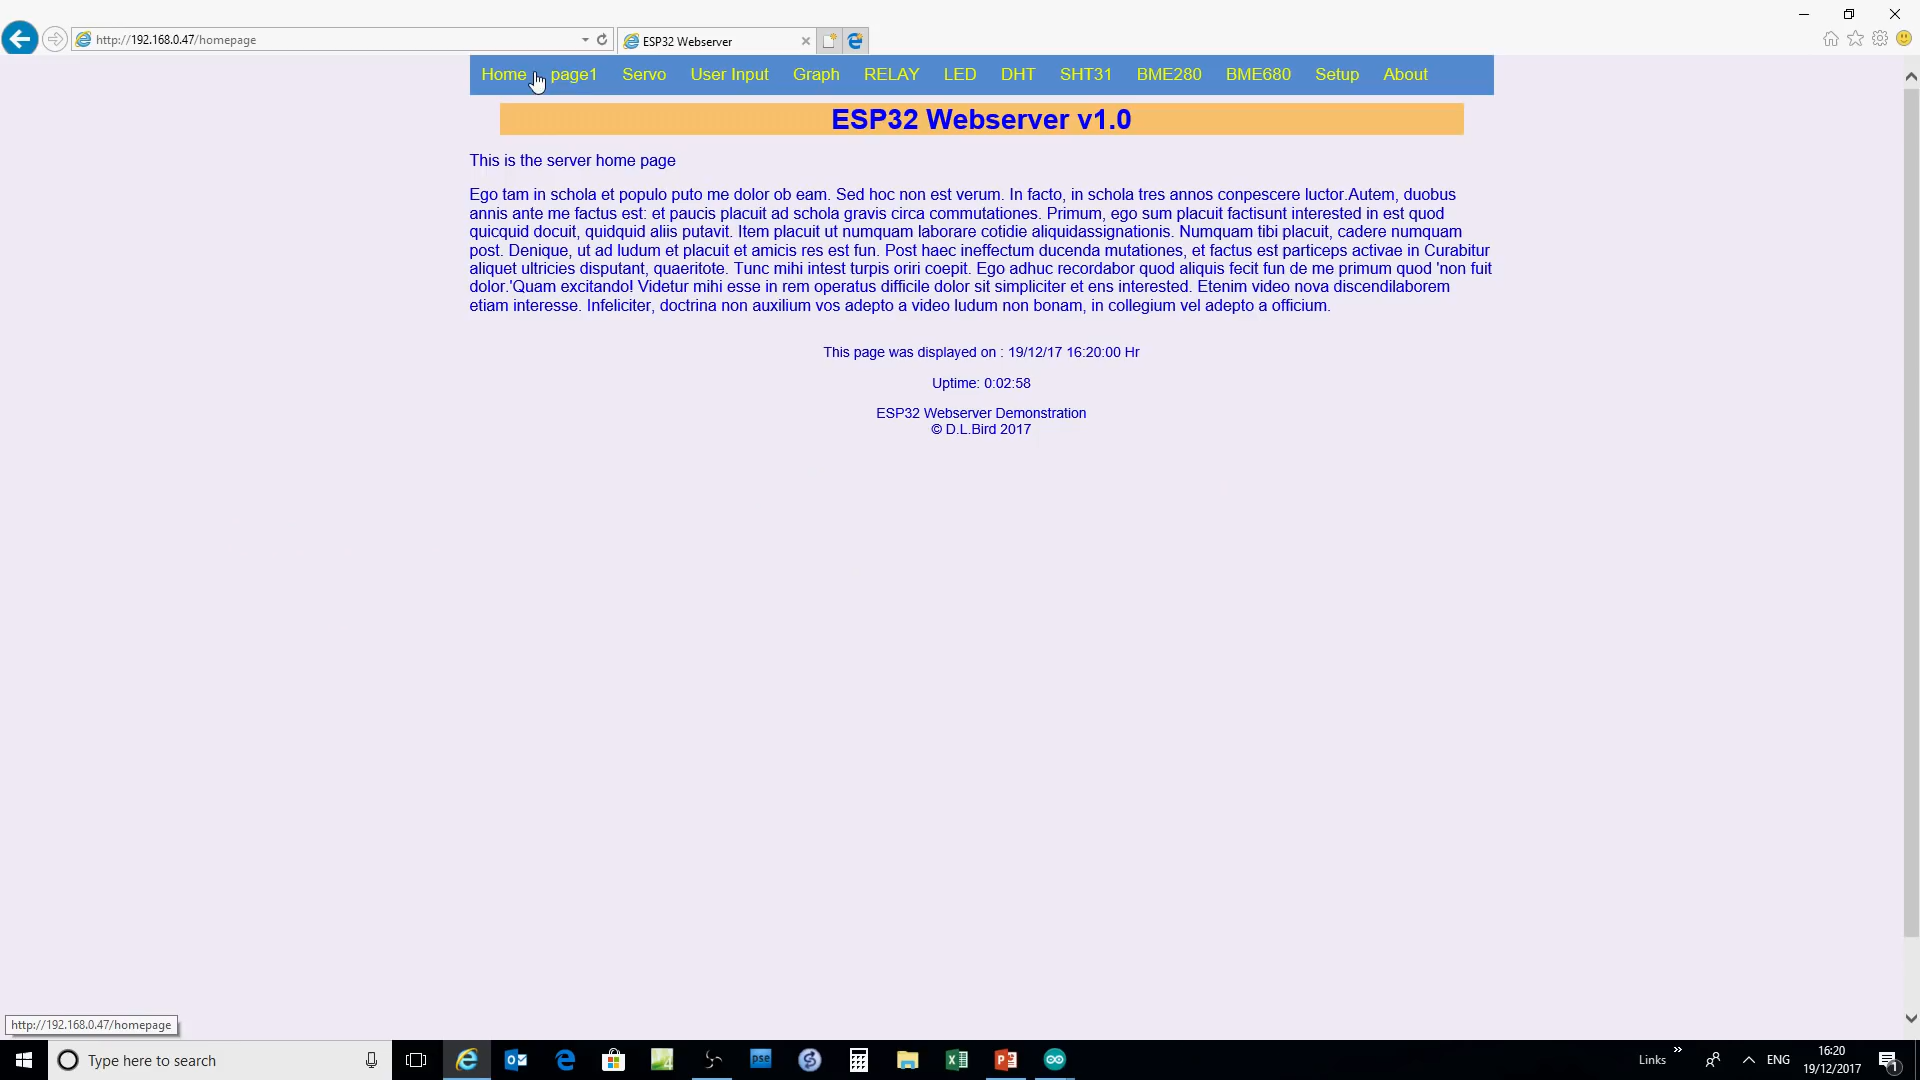 http://192.168.0.47/homepage
ESP32 Webserver
Home page1 Servo User Input Graph RELAY LED DHT SHT31 BME280 BME680 Setup About
ESP32 Webserver v1.0
This is the server home page
Ego tam in schola et populo puto me dolor ob eam. Sed hoc non est verum. In facto, in schola tres annos conpescere luctor.Autem, duobus
annis ante me factus est: et paucis placuit ad schola gravis circa commutationes. Primum, ego sum placuit factisunt interested in est quod
quicquid docuit, quidquid aliis putavit. Item placuit ut numquam laborare cotidie aliquidassignationis. Numquam tibi placuit, cadere numquam
post. Denique, ut ad ludum et placuit et amicis res est fun. Post haec ineffectum ducenda mutationes, et factus est particeps activae in Curabitur
aliquet ultricies disputant, quaeritote. Tunc mihi intest turpis oriri coepit. Ego adhuc recordabor quod aliquis fecit fun de me primum quod 'non fuit
dolor.'Quam excitando! Videtur mihi esse in rem operatus difficile dolor sit simpliciter et ens interested. Etenim video nova discendilaborem
etiam interesse. Infeliciter, doctrina non auxilium vos adepto a video ludum non bonam, in collegium vel adepto a officium.
This page was displayed on : 19/12/17 16:20:00 Hr
Uptime: 0:02:58
ESP32 Webserver Demonstration
© D.L.Bird 2017
http://192.168.0.47/homepage
Type here to search
pse
Links
ENG
16:20
19/12/2017
1